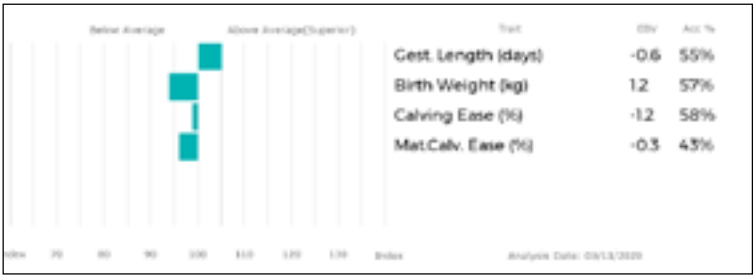 Below Average Above Average(Superior) Trait EBV Acc %
Gest. Length (days) -0.6 55%
Birth Weight (kg) 1.2 57%
Calving Ease (%) -1.2 58%
Mat.Calv. Ease (%) -0.3 43%
Index 70 80 90 100 110 120 130 Index Analysis Date: 03/13/2020